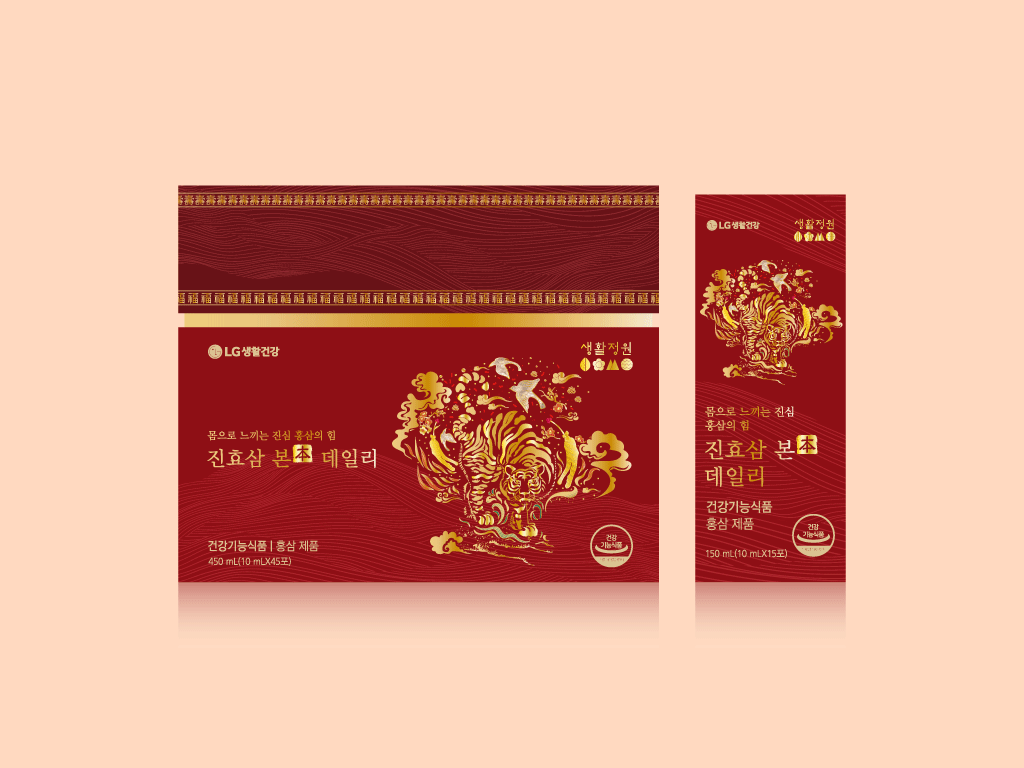 LG생활건강
생활정원
몸으로 느끼는 진심 홍삼의 힘
진효삼 본本 데일리
건강기능식품 | 홍삼 제품
450 mL(10 mLX45포)
건강
기능식품
LG생활건강
생활정원
몸으로 느끼는 진심
홍삼의 힘
진효삼 본本
데일리
건강기능식품
홍삼 제품
150 mL(10 mLX15포)
건강
기능식품